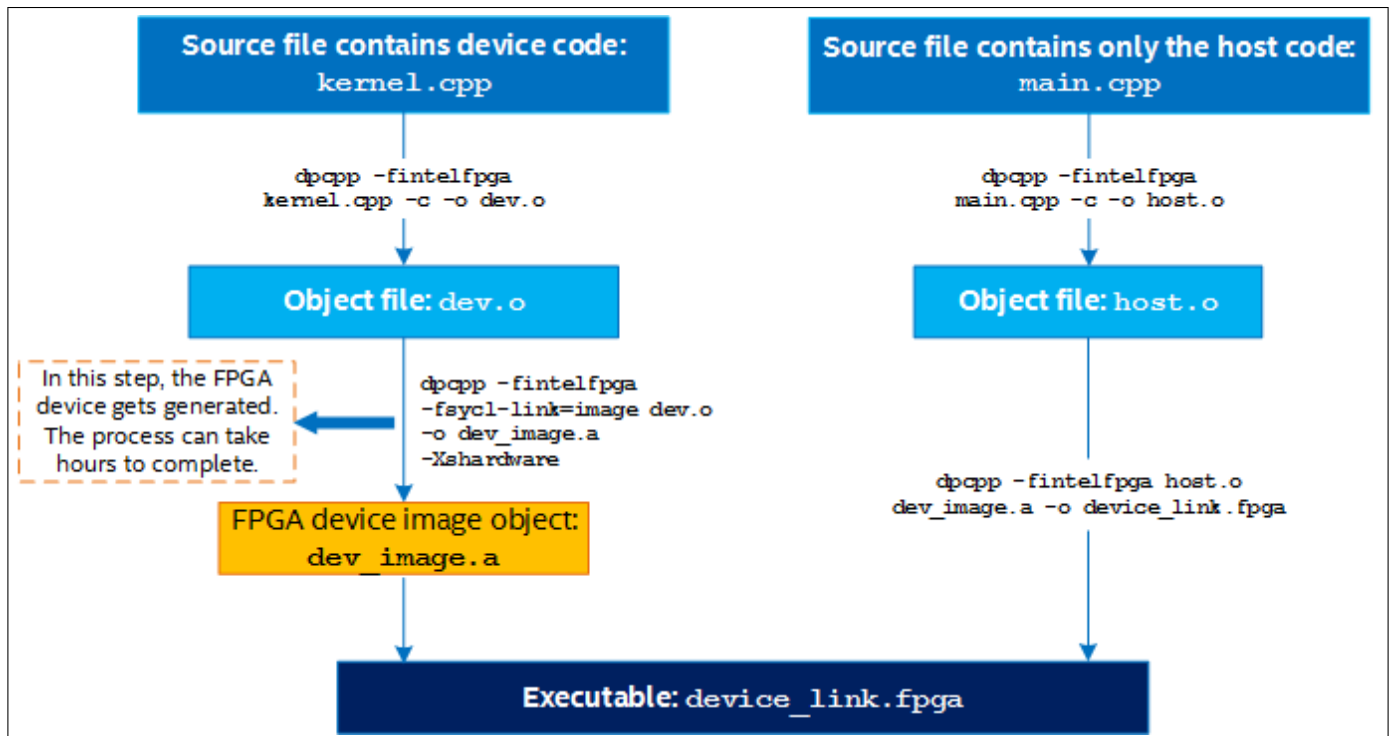 Source file contains device code:
kernel.cpp
Source file contains only the host code:
main.cpp
dpcpp -fintelfpga
kernel.cpp -c -o dev.o
dpcpp -fintelfpga
main.cpp -c -o host.o
Object file: dev.o
Object file: host.o
In this step, the FPGA
device gets generated.
The process can take
hours to complete.
dpcpp -fintelfpga
-fsycl-link=image dev.o
-o dev_image.a
-Xshardware
dpcpp -fintelfpga host.o
dev_image.a -o device_link.fpga
FPGA device image object:
dev_image.a
Executable: device_link.fpga